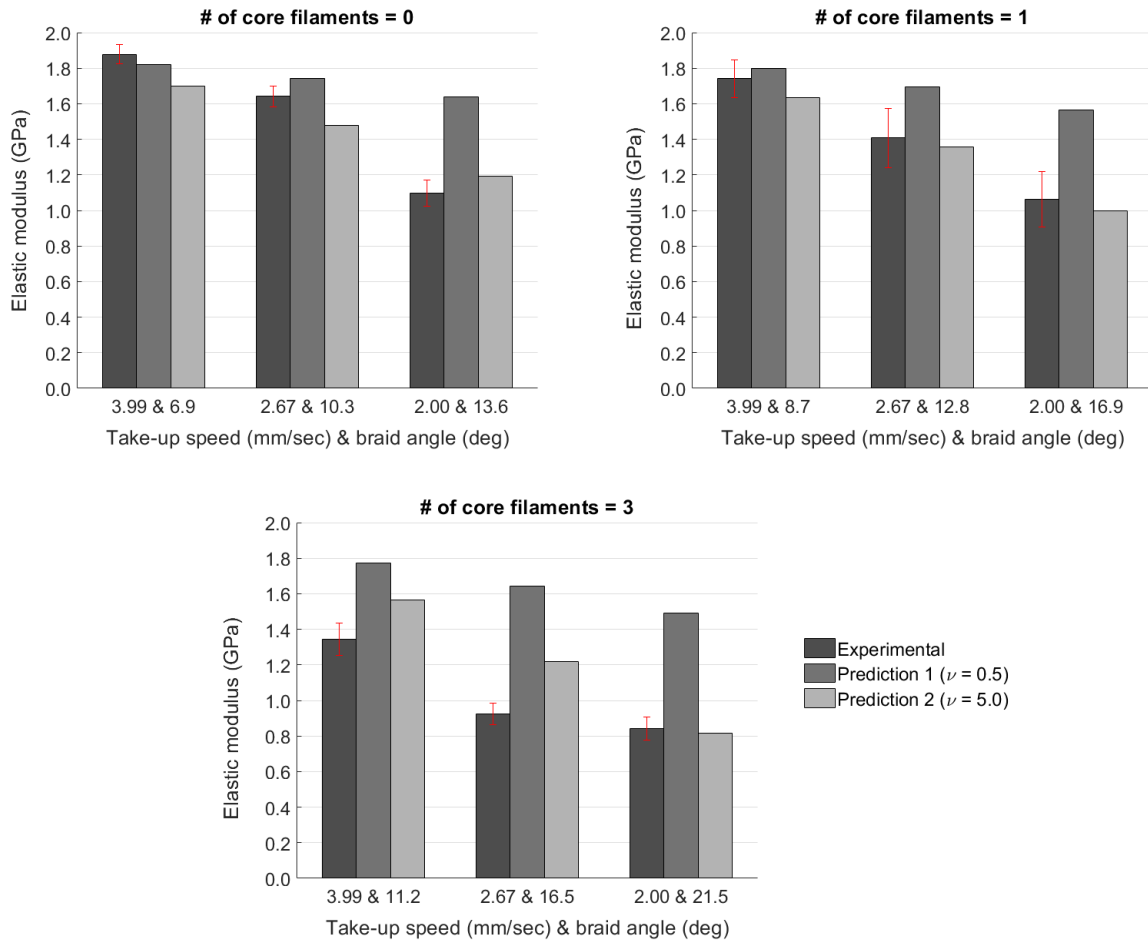 # of core filaments = 0
Elastic modulus (GPa)
2.0
1.8
1.6
1.4
1.2
1.0
0.8
0.6
0.4
0.2
0.0
3.99 & 6.9
2.67 & 10.3
2.00 & 13.6
Take-up speed (mm/sec) & braid angle (deg)
# of core filaments = 1
Elastic modulus (GPa)
2.0
1.8
1.6
1.4
1.2
1.0
0.8
0.6
0.4
0.2
0.0
3.99 & 8.7
2.67 & 12.8
2.00 & 16.9
Take-up speed (mm/sec) & braid angle (deg)
# of core filaments = 3
Elastic modulus (GPa)
2.0
1.8
1.6
1.4
1.2
1.0
0.8
0.6
0.4
0.2
0.0
3.99 & 11.2
2.67 & 16.5
2.00 & 21.5
Take-up speed (mm/sec) & braid angle (deg)
Experimental
Prediction 1 (ν = 0.5)
Prediction 2 (ν = 5.0)